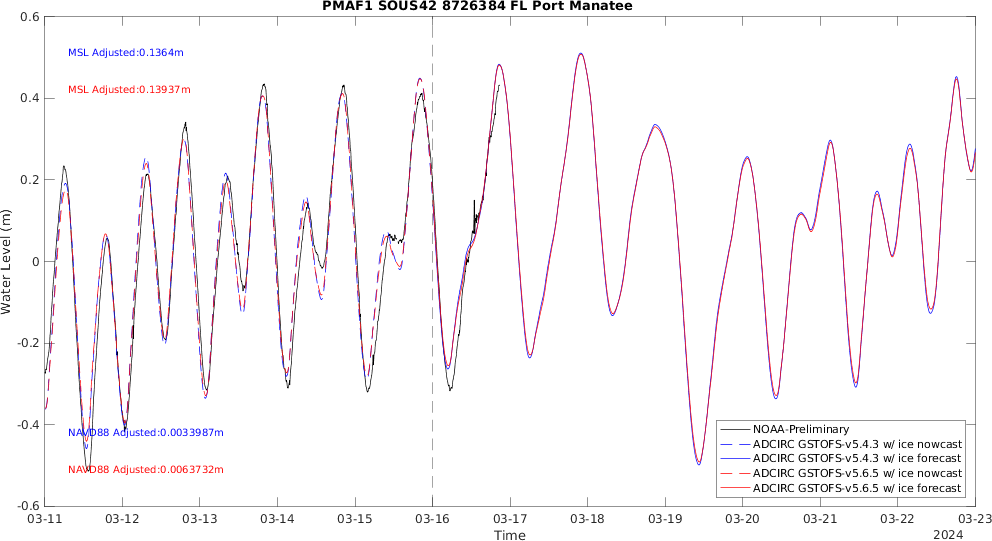 PMAF1 SOUS42 8726384 FL Port Manatee
0.6
MSL Adjusted:0.1364m
0.4
MSL Adjusted:0.13937m
0.2
0
Water Level (m)
-0.2
-0.4
NAVD88 Adjusted:0.0033987m
NAVD88 Adjusted:0.0063732m
-0.6
NOAA-Preliminary
ADCIRC GSTOFS-v5.4.3 w/ ice nowcast
ADCIRC GSTOFS-v5.4.3 w/ ice forecast
ADCIRC GSTOFS-v5.6.5 w/ ice nowcast
ADCIRC GSTOFS-v5.6.5 w/ ice forecast
03-11 03-12 03-13 03-14 03-15 03-16 03-17 03-18 03-19 03-20 03-21 03-22 03-23
Time
2024